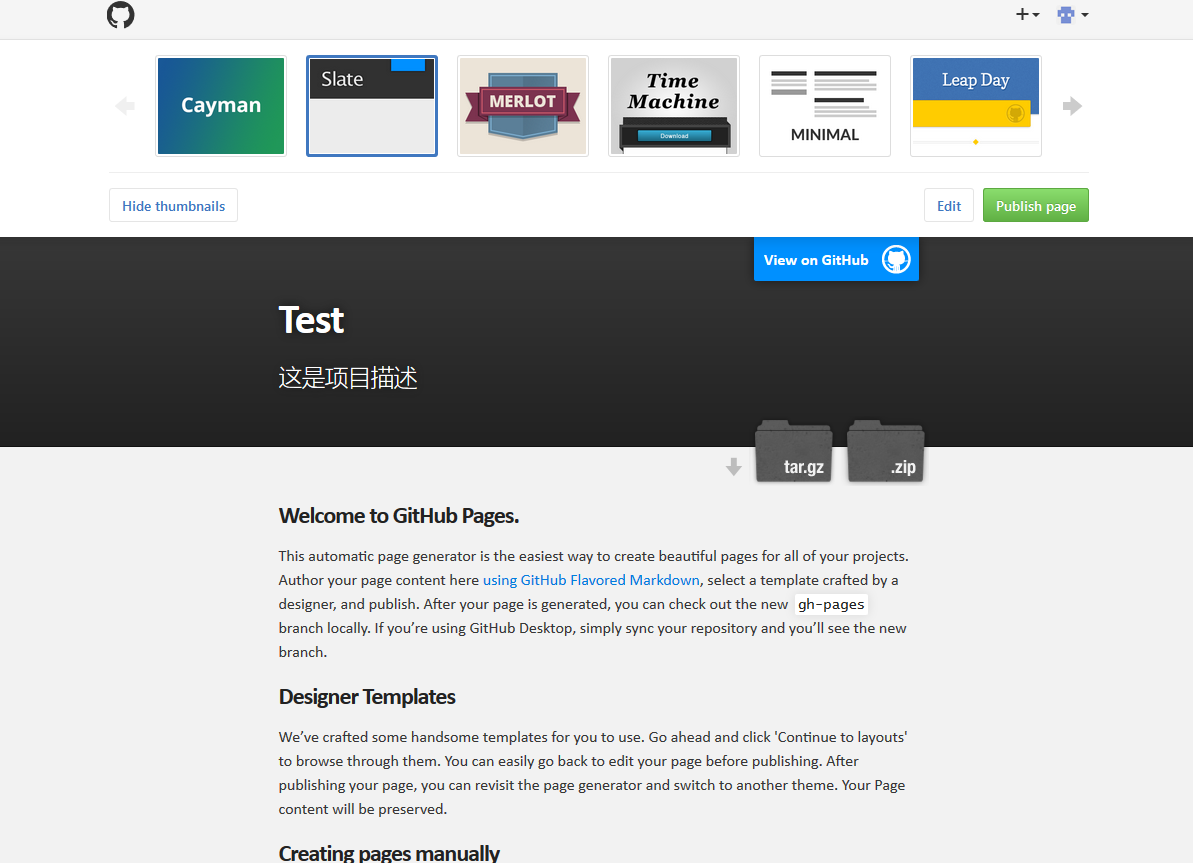 Cayman
Slate
MERLOT
Time
Machine
Download
MINIMAL
Leap Day
Hide thumbnails
Edit
Publish page
View on GitHub
Test
这是项目描述
tar.gz
.zip
Welcome to GitHub Pages.
This automatic page generator is the easiest way to create beautiful pages for all of your projects.
Author your page content here using GitHub Flavored Markdown, select a template crafted by a
designer, and publish. After your page is generated, you can check out the new gh-pages
branch locally. If you’re using GitHub Desktop, simply sync your repository and you’ll see the new
branch.
Designer Templates
We’ve crafted some handsome templates for you to use. Go ahead and click 'Continue to layouts'
to browse through them. You can easily go back to edit your page before publishing. After
publishing your page, you can revisit the page generator and switch to another theme. Your Page
content will be preserved.
Creating pages manually